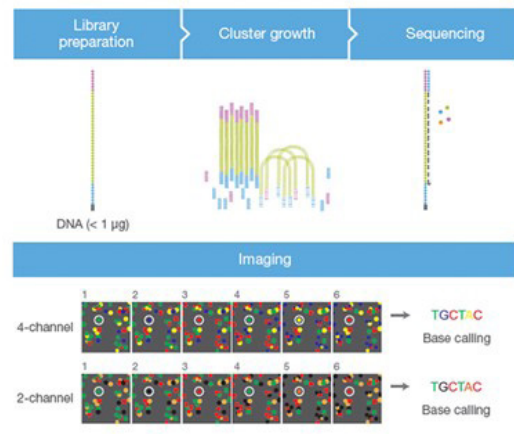 Library
preparation
Cluster growth
Sequencing
DNA (< 1 µg)
Imaging
1 2 3 4 5 6
4-channel
TGCTAC
Base calling
1 2 3 4 5 6
2-channel
TGCTAC
Base calling